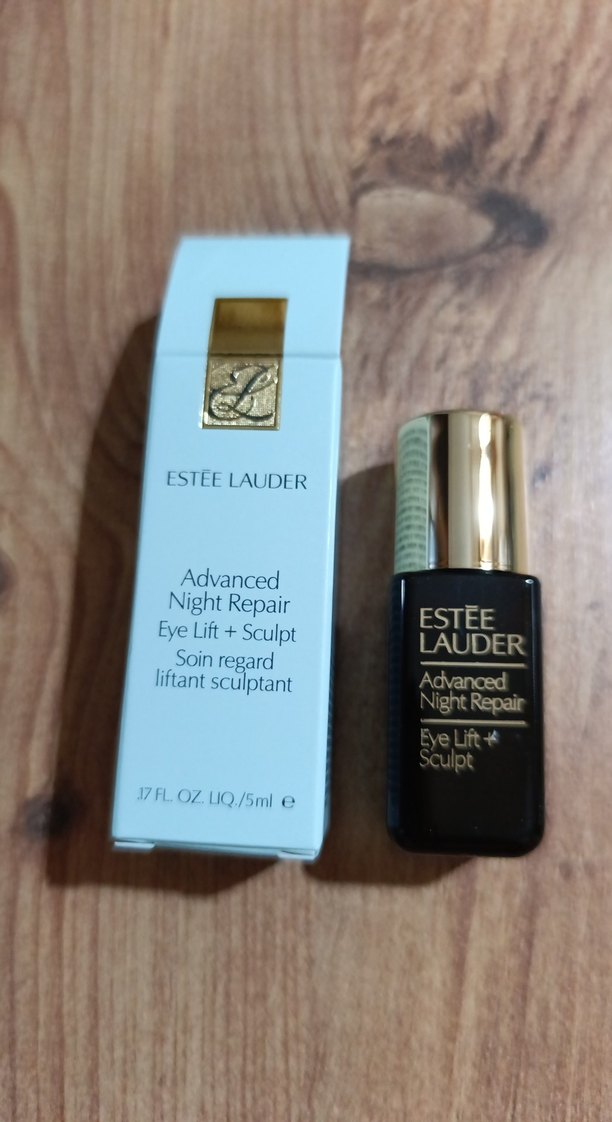 ESTĒE LAUDER
Advanced
Night Repair
Eye Lift + Sculpt
Soin regard
liftant sculptant
.17 FL. OZ. LIQ./5ml ℮
ESTĒE
LAUDER
Advanced
Night Repair
Eye Lift +
Sculpt